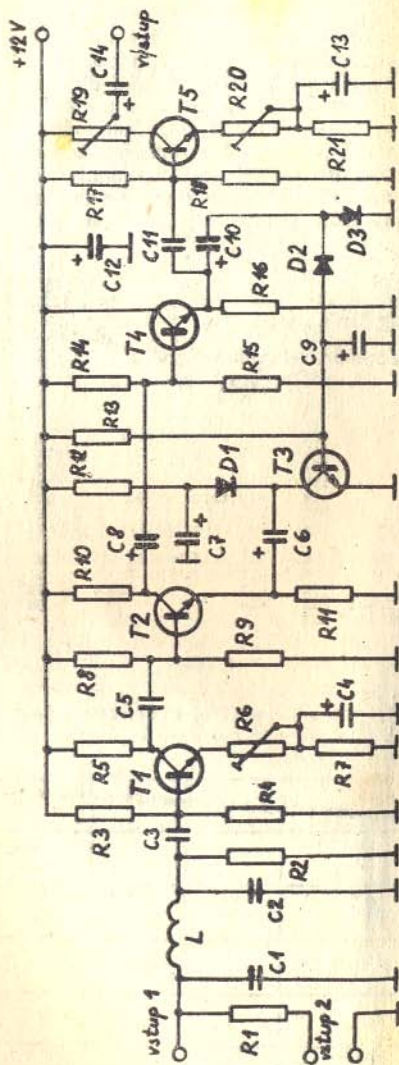 vstup 1
R1
vstup 2
C1
L
C2
R2
C3
R3
R4
T1
R5
R6
R7
+
C4
C5
R8
R9
T2
R10
R11
C8
+
C7
+
C6
+
R12
D1
T3
R13
R14
R15
C9
+
T4
+
C12
R16
D2
D3
C11
+
C10
R17
R18
T5
R19
R20
R21
+
C13
+
C14
výstup
+12V